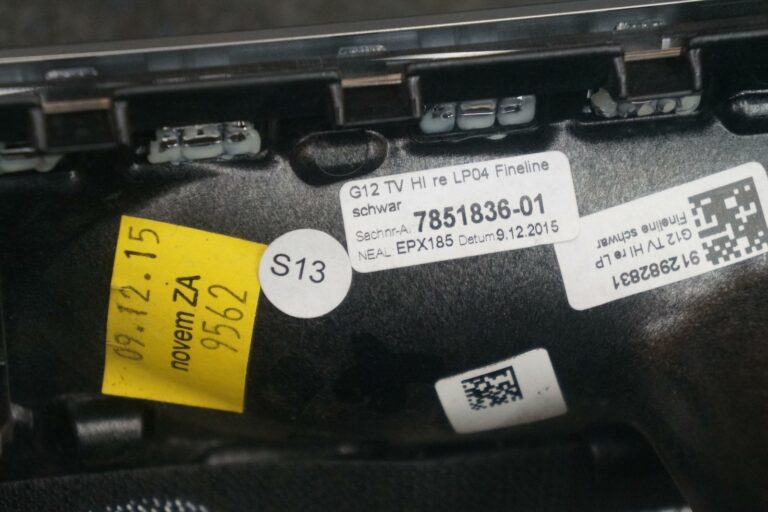 G12 TV HI re LP04 Fineline
schwar
Sachnr-A. 7851836-01
NEAL EPX185 Datum 9.12.2015
S13
09.12.15
novem ZA
9562
912982831
G12 TV HI re LP
Fineline schwar